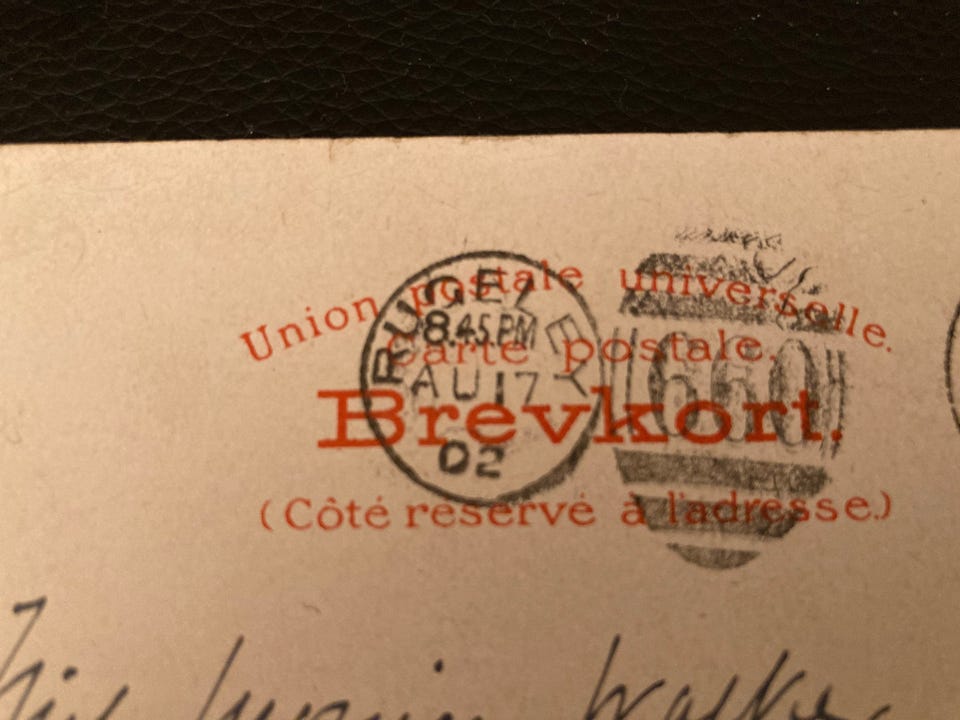 Union postale universelle.
Carte postale.
Brevkort.
(Côté reservé à l'adresse.)
RUGELEY
8.45 PM
AU 17
02
660